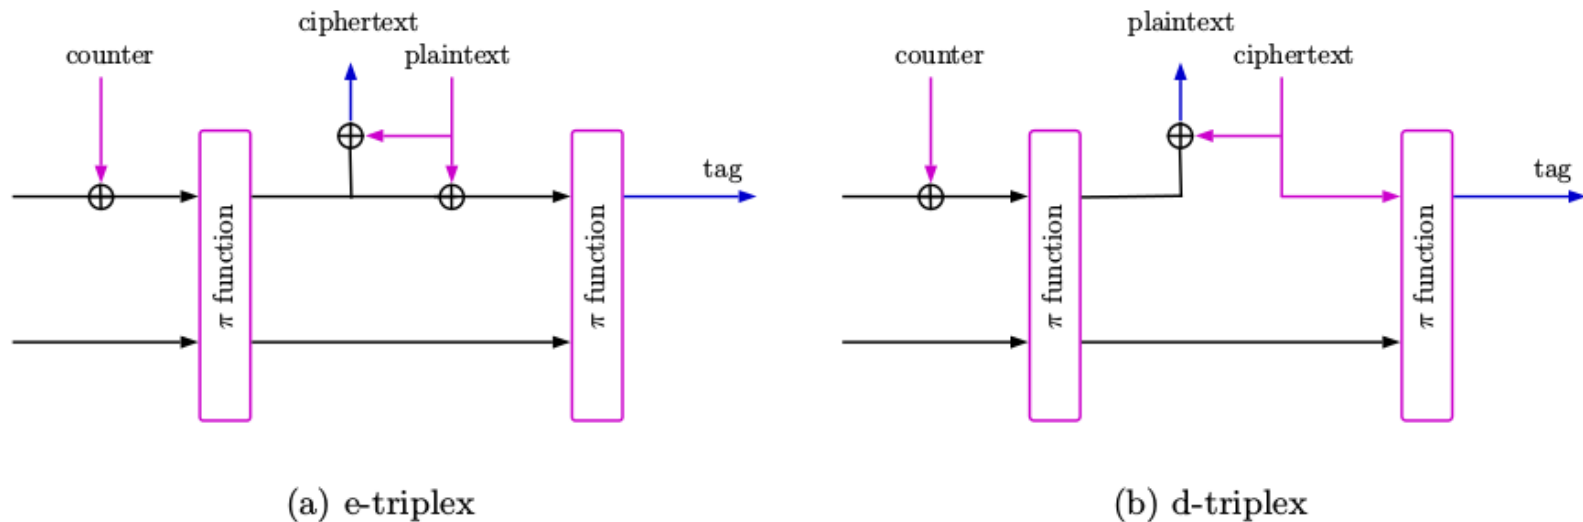 ciphertext
counter
plaintext
tag
π function
π function
(a) e-triplex
plaintext
counter
ciphertext
tag
π function
π function
(b) d-triplex